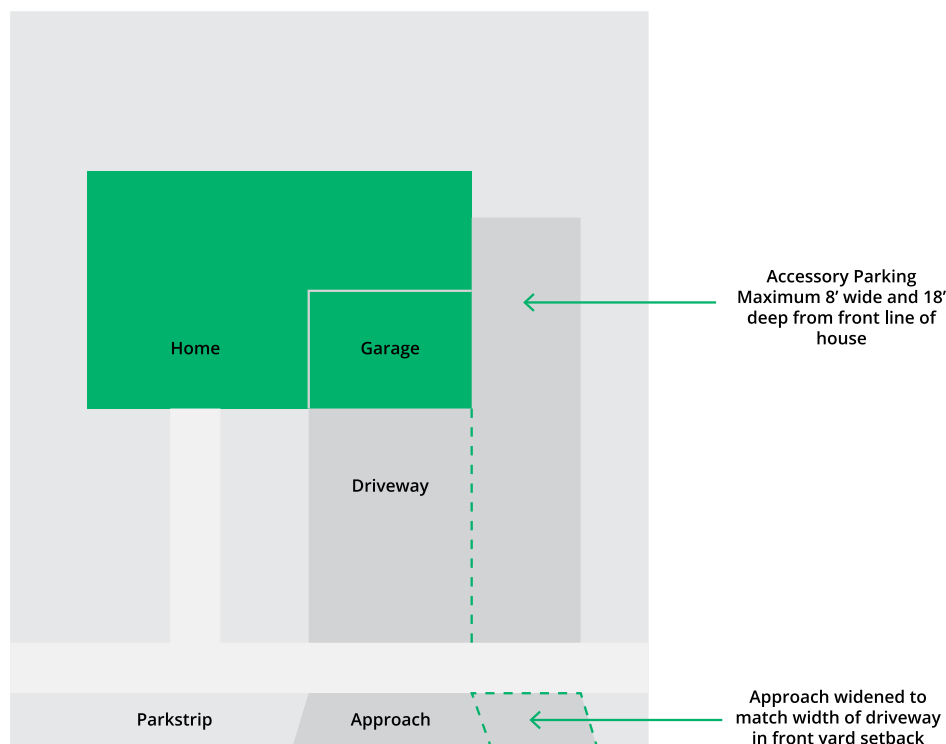 Accessory Parking
Maximum 8’ wide and 18’
deep from front line of
house
Home
Garage
Driveway
Parkstrip
Approach
Approach widened to
match width of driveway
in front yard setback